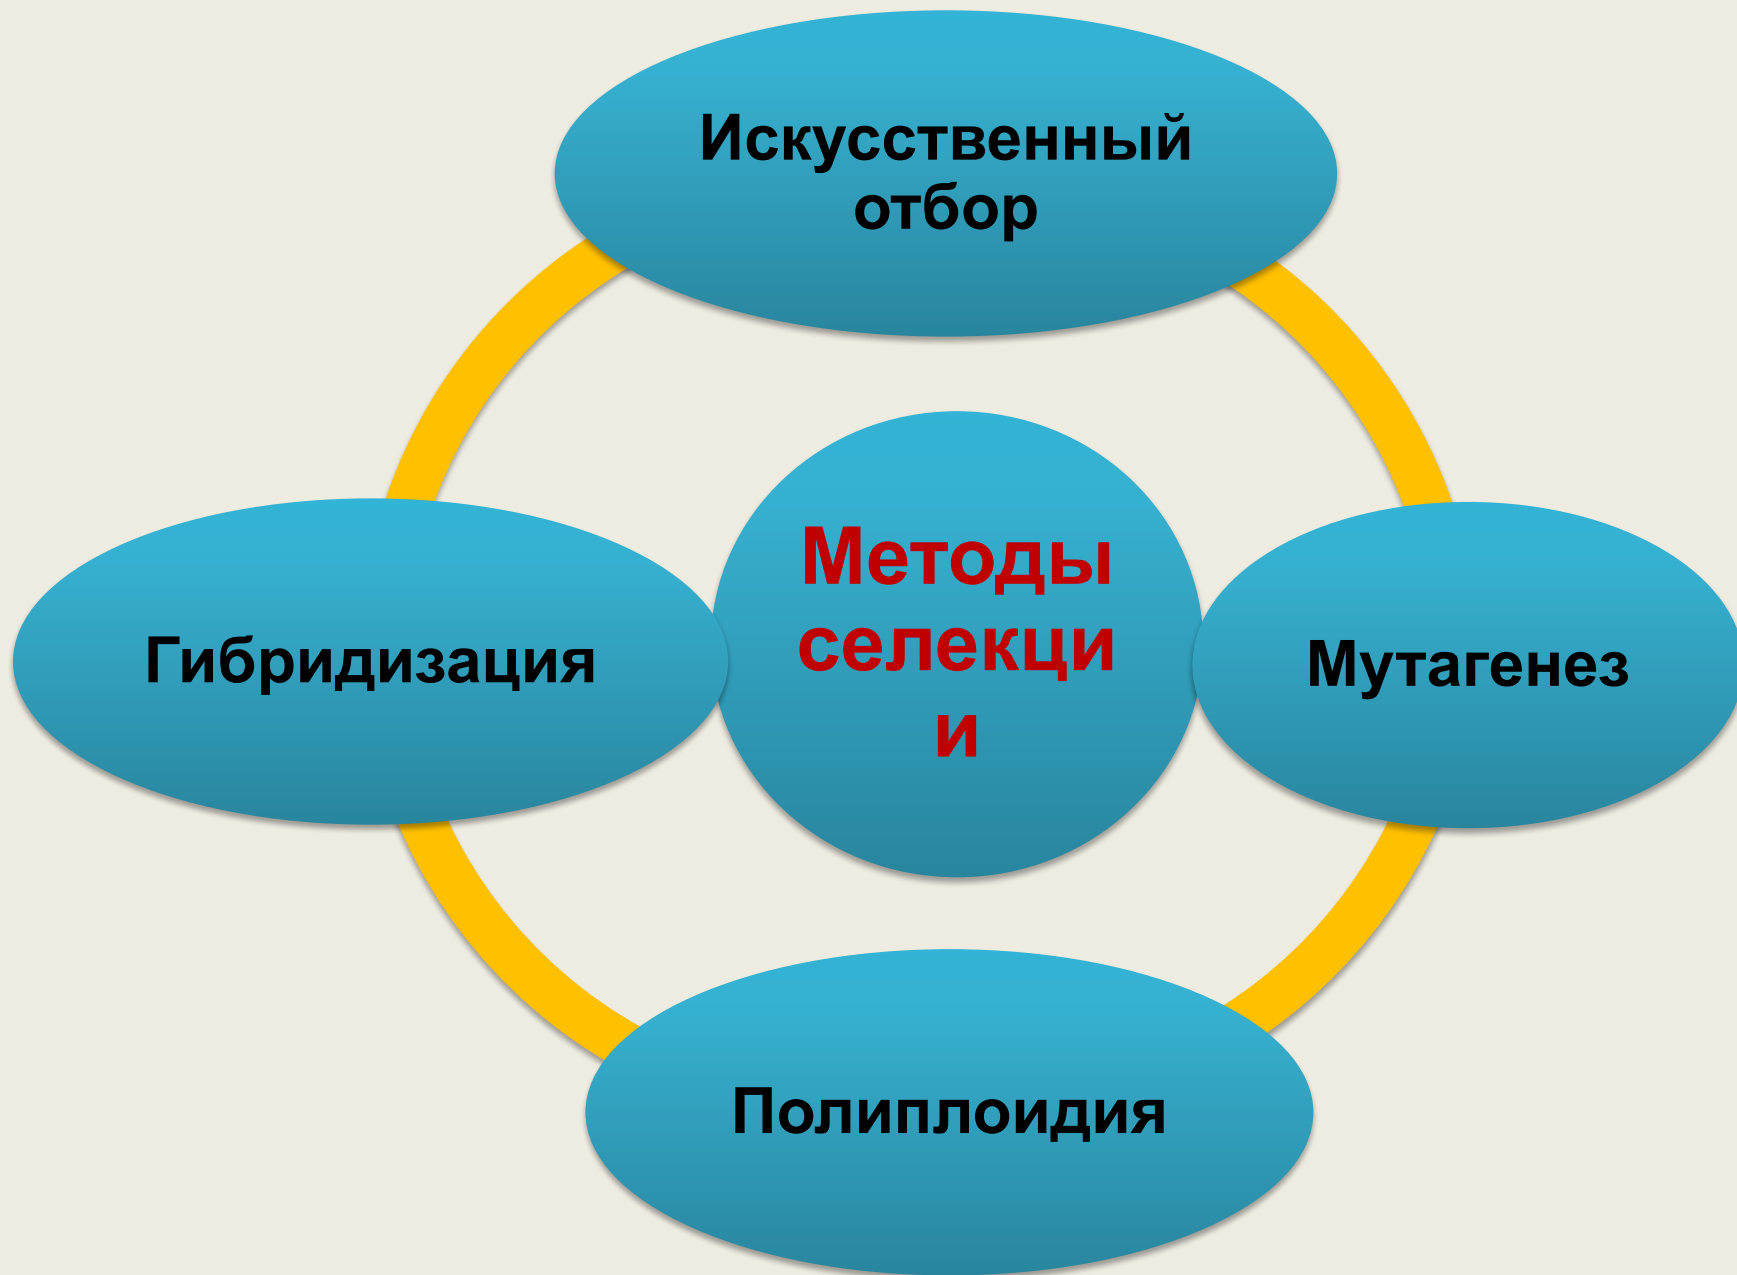 Искусственный
отбор
Методы
селекци
и
Гибридизация
Мутагенез
Полиплоидия